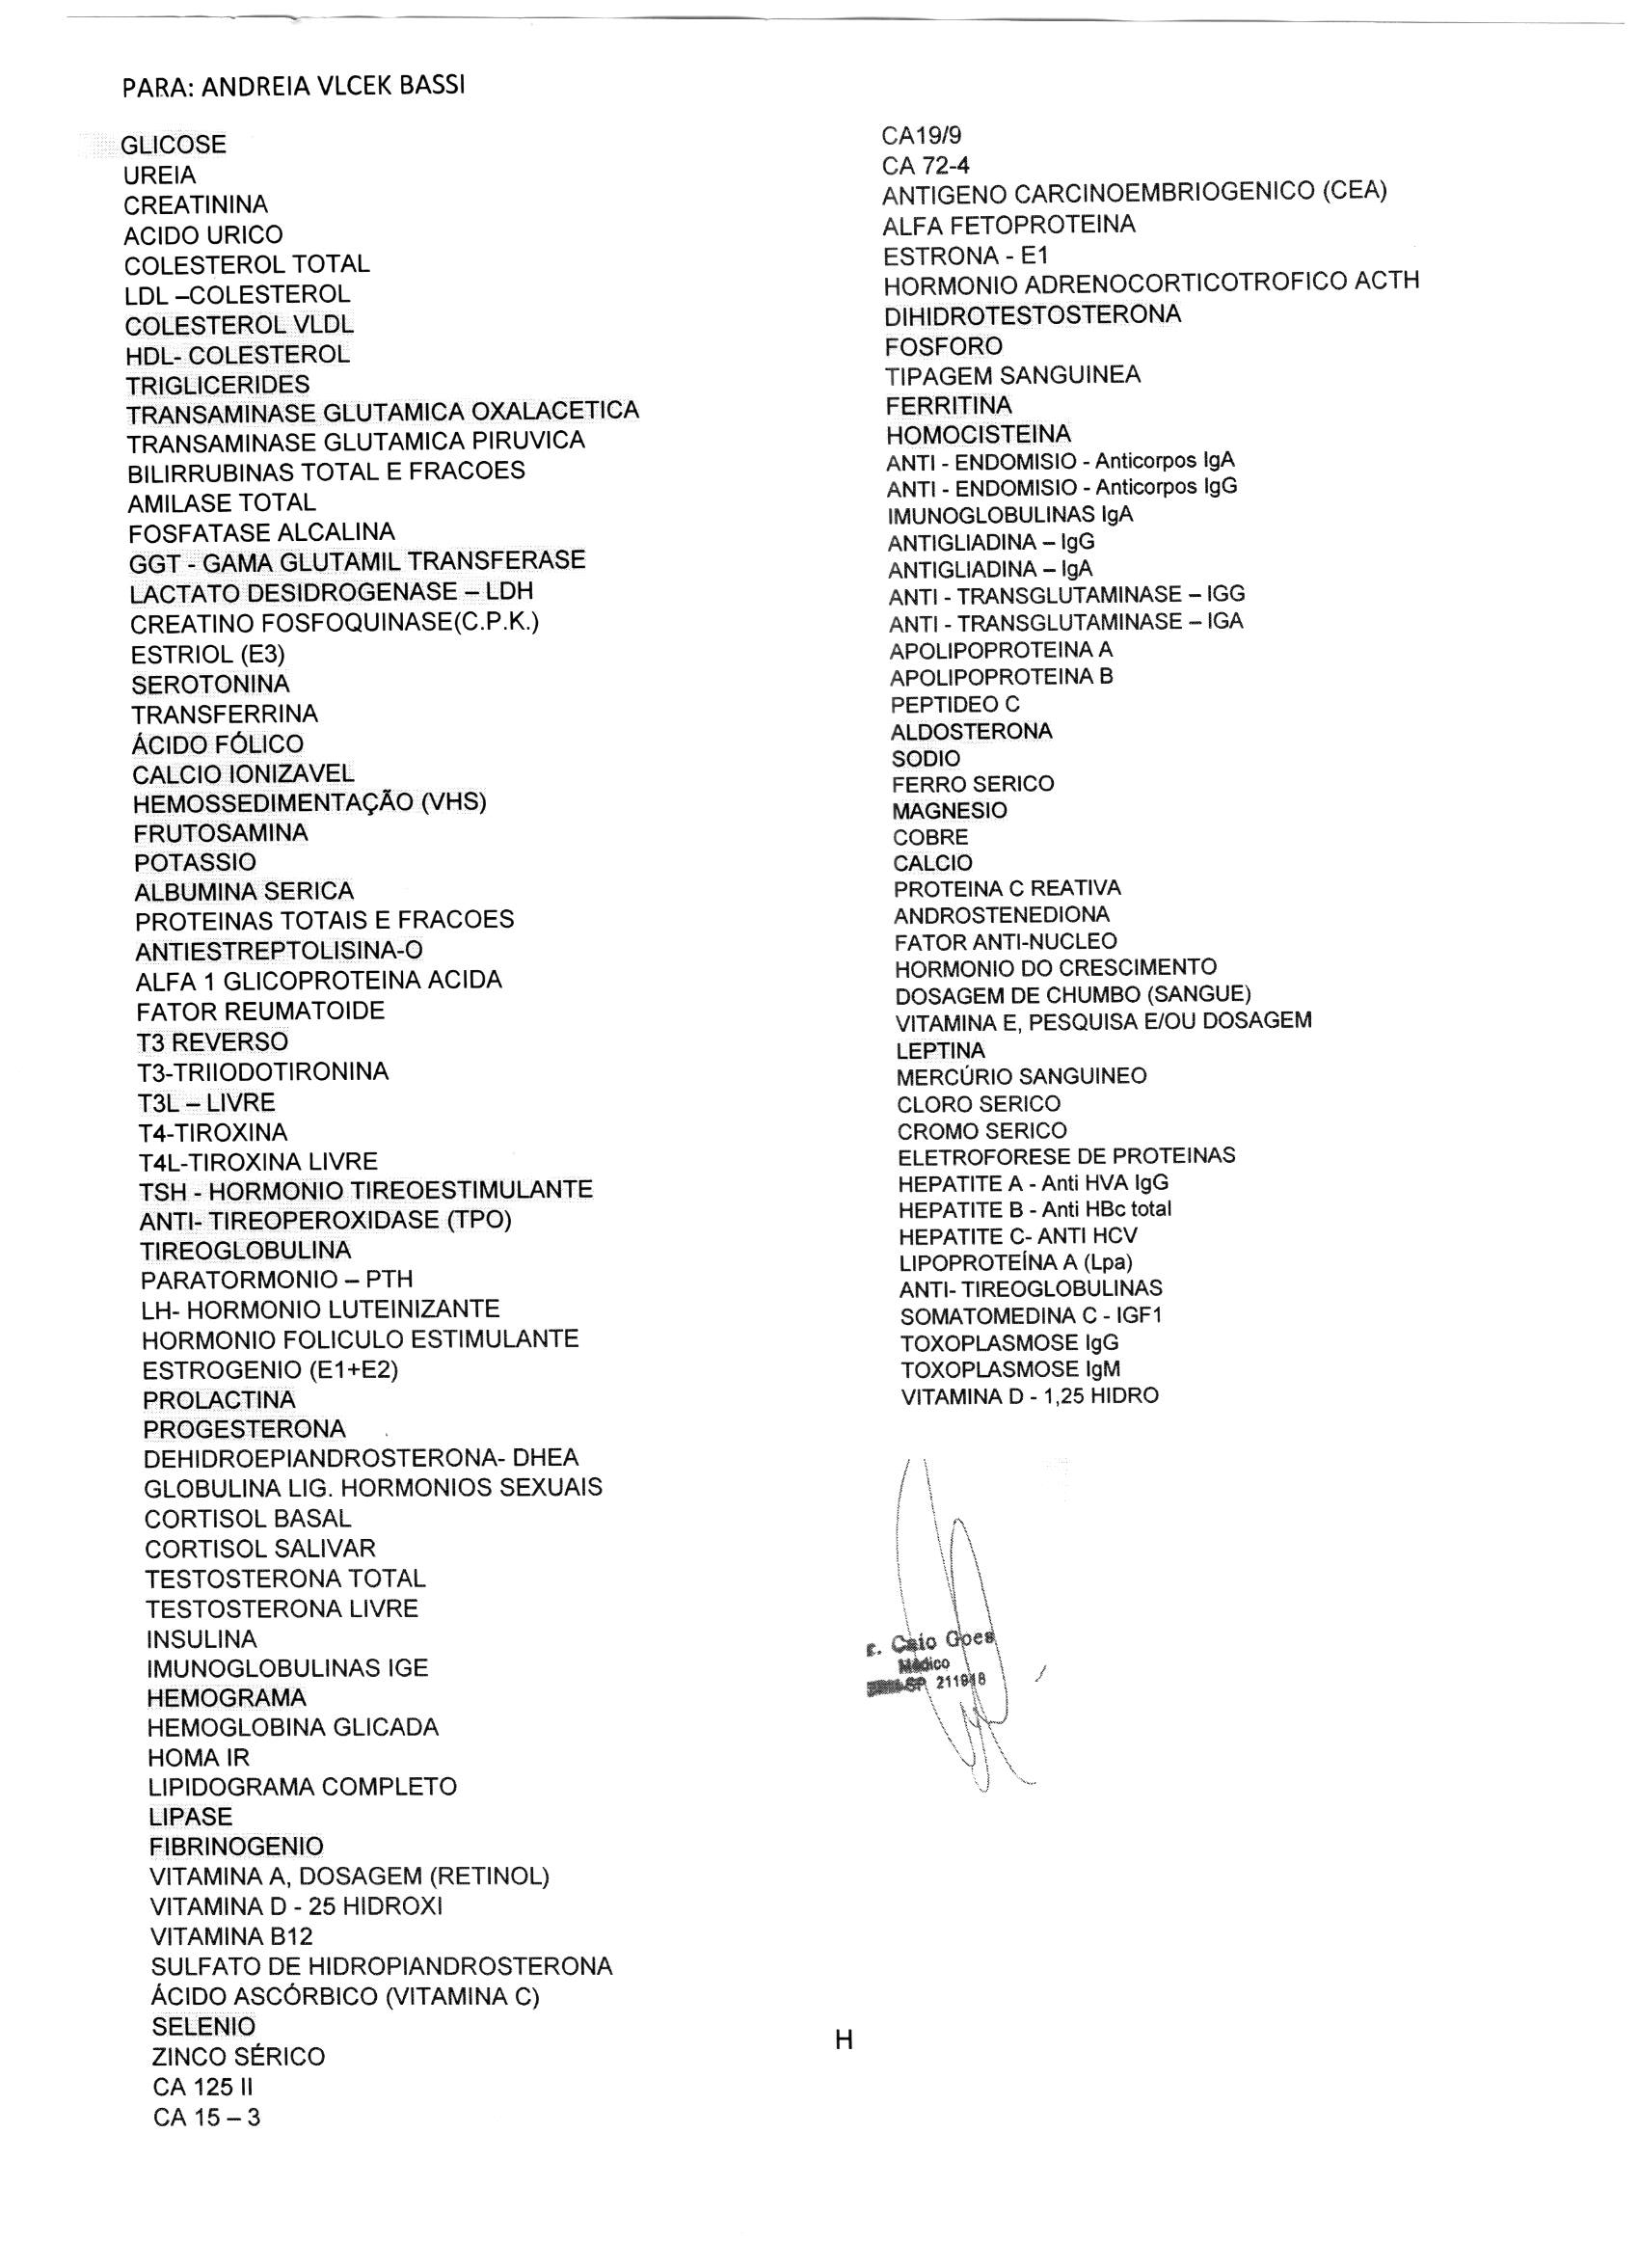 PARA: ANDREIA VLCEK BASSI
GLICOSE
UREIA
CREATININA
ACIDO URICO
COLESTEROL TOTAL
LDL –COLESTEROL
COLESTEROL VLDL
HDL- COLESTEROL
TRIGLICERIDES
TRANSAMINASE GLUTAMICA OXALACETICA
TRANSAMINASE GLUTAMICA PIRUVICA
BILIRRUBINAS TOTAL E FRACOES
AMILASE TOTAL
FOSFATASE ALCALINA
GGT - GAMA GLUTAMIL TRANSFERASE
LACTATO DESIDROGENASE – LDH
CREATINO FOSFOQUINASE(C.P.K.)
ESTRIOL (E3)
SEROTONINA
TRANSFERRINA
ÁCIDO FÓLICO
CALCIO IONIZAVEL
HEMOSSEDIMENTAÇÃO (VHS)
FRUTOSAMINA
POTASSIO
ALBUMINA SERICA
PROTEINAS TOTAIS E FRACOES
ANTIESTREPTOLISINA-O
ALFA 1 GLICOPROTEINA ACIDA
FATOR REUMATOIDE
T3 REVERSO
T3-TRIIODOTIRONINA
T3L – LIVRE
T4-TIROXINA
T4L-TIROXINA LIVRE
TSH - HORMONIO TIREOESTIMULANTE
ANTI- TIREOPEROXIDASE (TPO)
TIREOGLOBULINA
PARATORMONIO – PTH
LH- HORMONIO LUTEINIZANTE
HORMONIO FOLICULO ESTIMULANTE
ESTROGENIO (E1+E2)
PROLACTINA
PROGESTERONA
DEHIDROEPIANDROSTERONA- DHEA
GLOBULINA LIG. HORMONIOS SEXUAIS
CORTISOL BASAL
CORTISOL SALIVAR
TESTOSTERONA TOTAL
TESTOSTERONA LIVRE
INSULINA
IMUNOGLOBULINAS IGE
HEMOGRAMA
HEMOGLOBINA GLICADA
HOMA IR
LIPIDOGRAMA COMPLETO
LIPASE
FIBRINOGENIO
VITAMINA A, DOSAGEM (RETINOL)
VITAMINA D - 25 HIDROXI
VITAMINA B12
SULFATO DE HIDROPIANDROSTERONA
ÁCIDO ASCÓRBICO (VITAMINA C)
SELENIO
ZINCO SÉRICO
CA 125 II
CA 15 – 3
CA19/9
CA 72-4
ANTIGENO CARCINOEMBRIOGENICO (CEA)
ALFA FETOPROTEINA
ESTRONA - E1
HORMONIO ADRENOCORTICOTROFICO ACTH
DIHIDROTESTOSTERONA
FOSFORO
TIPAGEM SANGUINEA
FERRITINA
HOMOCISTEINA
ANTI - ENDOMISIO - Anticorpos IgA
ANTI - ENDOMISIO - Anticorpos IgG
IMUNOGLOBULINAS IgA
ANTIGLIADINA – IgG
ANTIGLIADINA – IgA
ANTI - TRANSGLUTAMINASE – IGG
ANTI - TRANSGLUTAMINASE – IGA
APOLIPOPROTEINA A
APOLIPOPROTEINA B
PEPTIDEO C
ALDOSTERONA
SODIO
FERRO SERICO
MAGNESIO
COBRE
CALCIO
PROTEINA C REATIVA
ANDROSTENEDIONA
FATOR ANTI-NUCLEO
HORMONIO DO CRESCIMENTO
DOSAGEM DE CHUMBO (SANGUE)
VITAMINA E, PESQUISA E/OU DOSAGEM
LEPTINA
MERCÚRIO SANGUINEO
CLORO SERICO
CROMO SERICO
ELETROFORESE DE PROTEINAS
HEPATITE A - Anti HVA IgG
HEPATITE B - Anti HBc total
HEPATITE C- ANTI HCV
LIPOPROTEÍNA A (Lpa)
ANTI- TIREOGLOBULINAS
SOMATOMEDINA C - IGF1
TOXOPLASMOSE IgG
TOXOPLASMOSE IgM
VITAMINA D - 1,25 HIDRO
r. Caio Goes
Médico
SP 211918
H